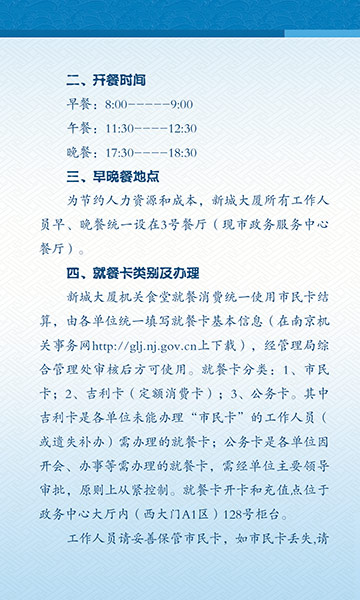 二、开餐时间
早餐：8:00-----9:00
午餐：11:30----12:30
晚餐：17:30----18:30
三、早晚餐地点
为节约人力资源和成本，新城大厦所有工作人
员早、晚餐统一设在3号餐厅（现市政务服务中心
餐厅）。
四、就餐卡类别及办理
新城大厦机关食堂就餐消费统一使用市民卡结
算，由各单位统一填写就餐卡基本信息（在南京机
关事务网http://glj.nj.gov.cn上下载），经管理局综
合管理处审核后方可使用。就餐卡分类：1、市民
卡；2、吉利卡（定额消费卡）；3、公务卡。其中
吉利卡是各单位未能办理“市民卡”的工作人员（
或遗失补办）需办理的就餐卡；公务卡是各单位因
开会、办事等需办理的就餐卡，需经单位主要领导
审批，原则上从紧控制。就餐卡开卡和充值点位于
政务中心大厅内（西大门A1区）128号柜台。
工作人员请妥善保管市民卡，如市民卡丢失,请